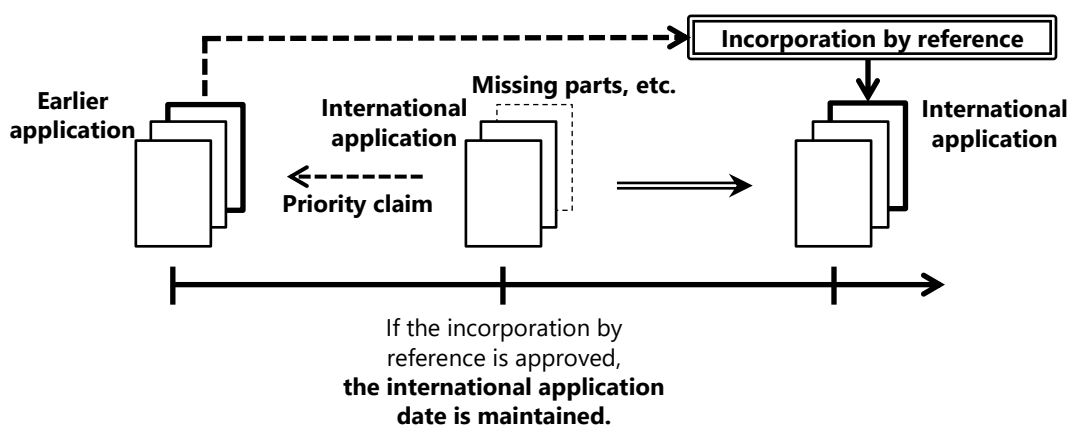 Incorporation by reference
Missing parts, etc.
Earlier
application
International
application
International
application
Priority claim
If the incorporation by
reference is approved,
the international application
date is maintained.